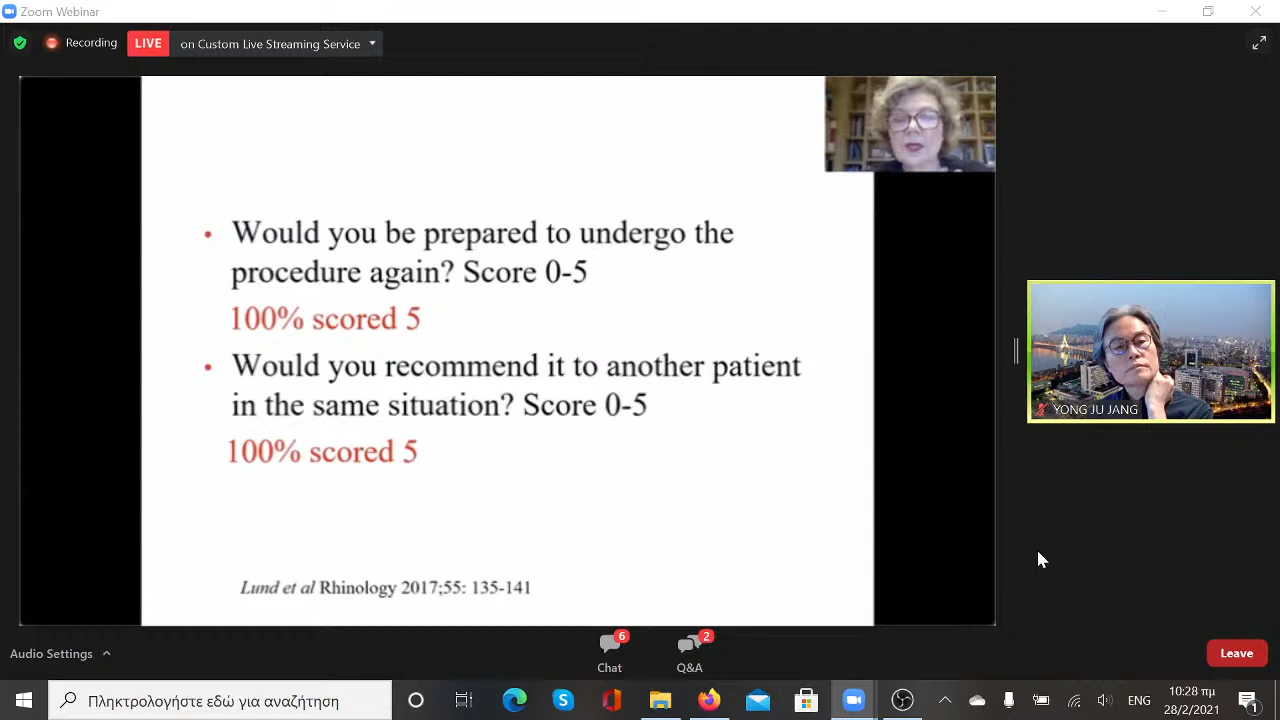 Zoom Webinar
Recording
LIVE
on Custom Live Streaming Service
• Would you be prepared to undergo the
procedure again? Score 0-5
100% scored 5
• Would you recommend it to another patient
in the same situation? Score 0-5
100% scored 5
Lund et al Rhinology 2017;55: 135-141
YONG JU JANG
Audio Settings
6
Chat
2
Q&A
Leave
Πληκτρολογήστε εδώ για αναζήτηση
ENG
10:28 πμ
28/2/2021
1